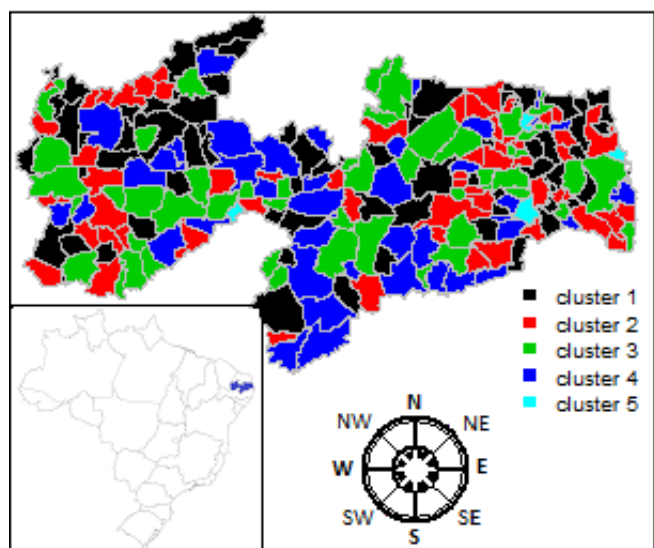 cluster 1
cluster 2
cluster 3
cluster 4
cluster 5
N
NW NE
W E
SW SE
S